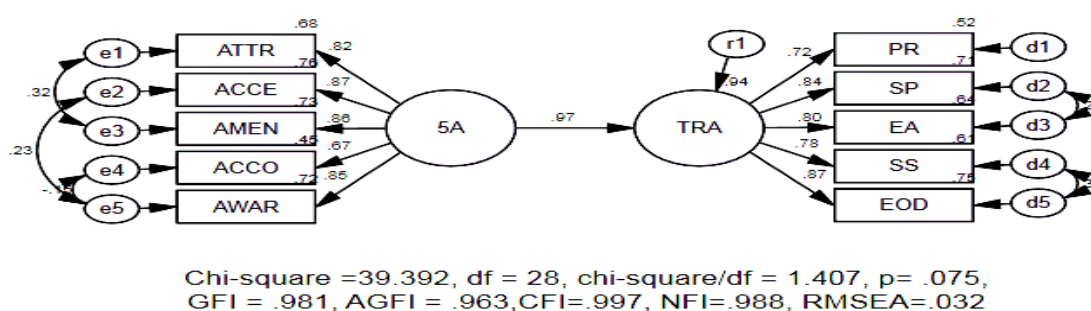 .68
e1 ATTR .82
.76
e2 ACCE .87
.73
e3 AMEN .86
.45
e4 ACCO .67
.72
e5 AWAR .85
.32
.23
5A
.97
TRA
r1
.94
.52
.72 PR d1
.71
.84 SP d2
.64
.80 EA d3
.61
.78 SS d4
.75
.87 EOD d5
Chi-square =39.392, df = 28, chi-square/df = 1.407, p= .075,
GFI = .981, AGFI = .963,CFI=.997, NFI=.988, RMSEA=.032